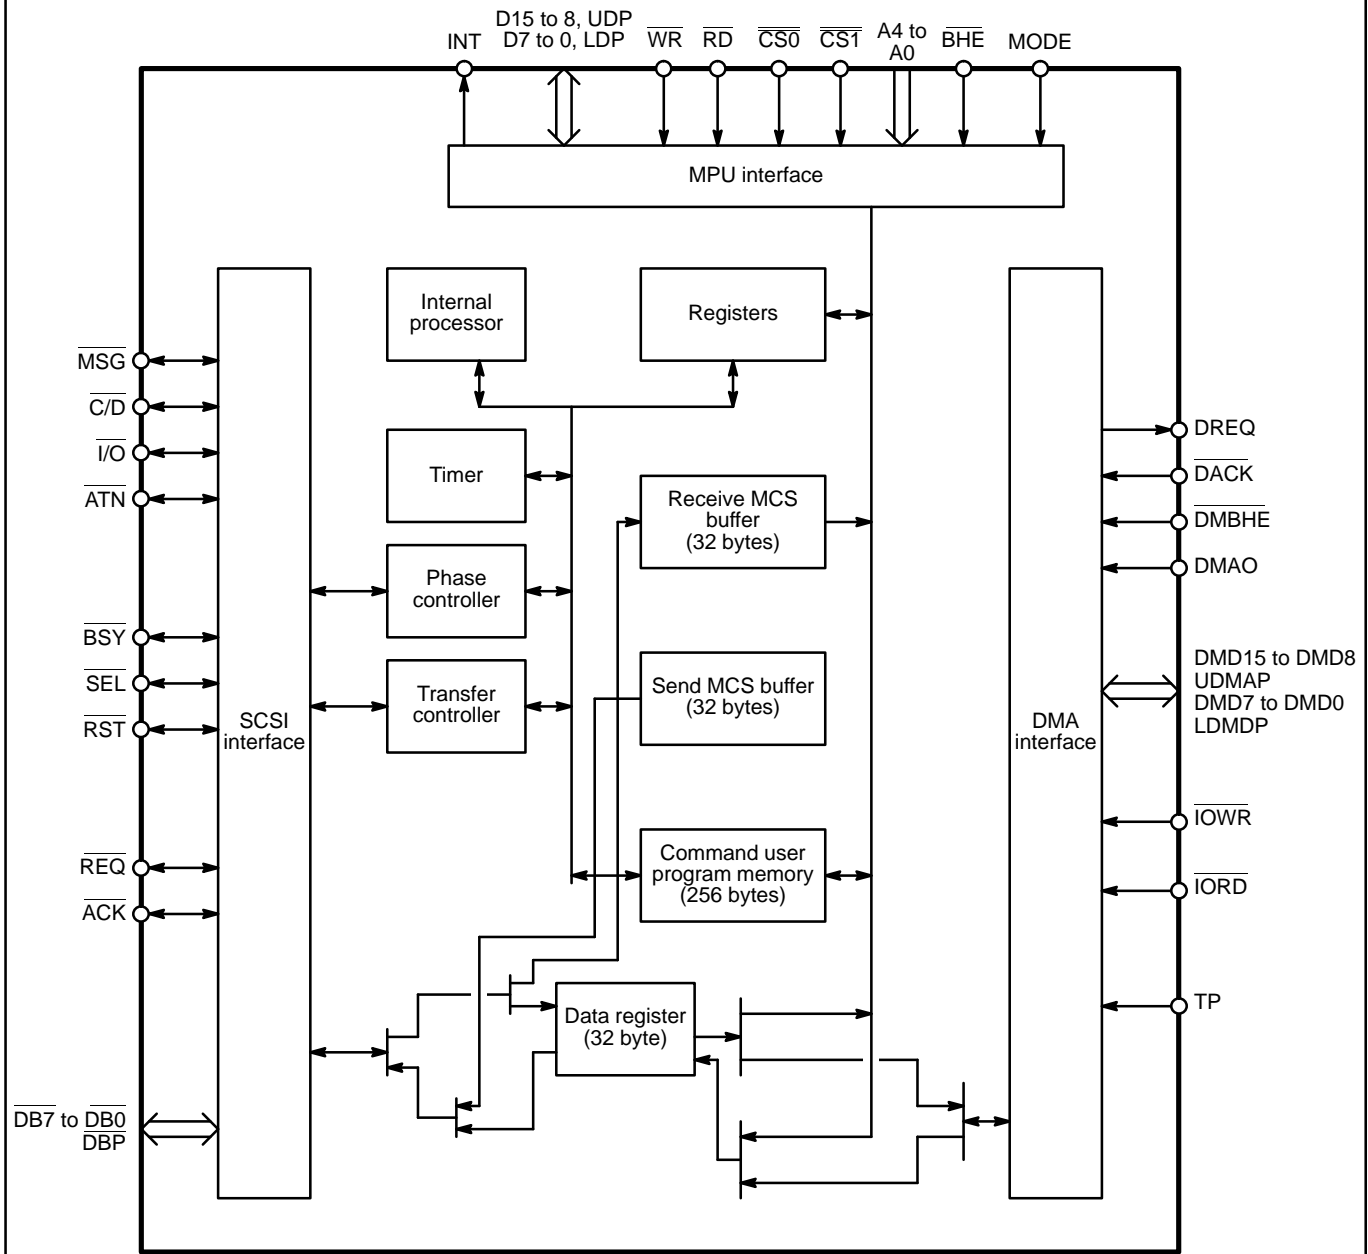 D15 to 8, UDP
D7 to 0, LDP
INT
WR
RD
CS0
CS1
A4 to
A0
BHE
MODE
MPU interface
Internal
processor
Registers
MSG
C/D
I/O
ATN
BSY
SEL
RST
REQ
ACK
DB7 to DB0
DBP
SCSI
interface
Timer
Phase
controller
Transfer
controller
Receive MCS
buffer
(32 bytes)
Send MCS buffer
(32 bytes)
Command user
program memory
(256 bytes)
Data register
(32 byte)
DMA
interface
DREQ
DACK
DMBHE
DMAO
DMD15 to DMD8
UDMAP
DMD7 to DMD0
LDMDP
IOWR
IORD
TP